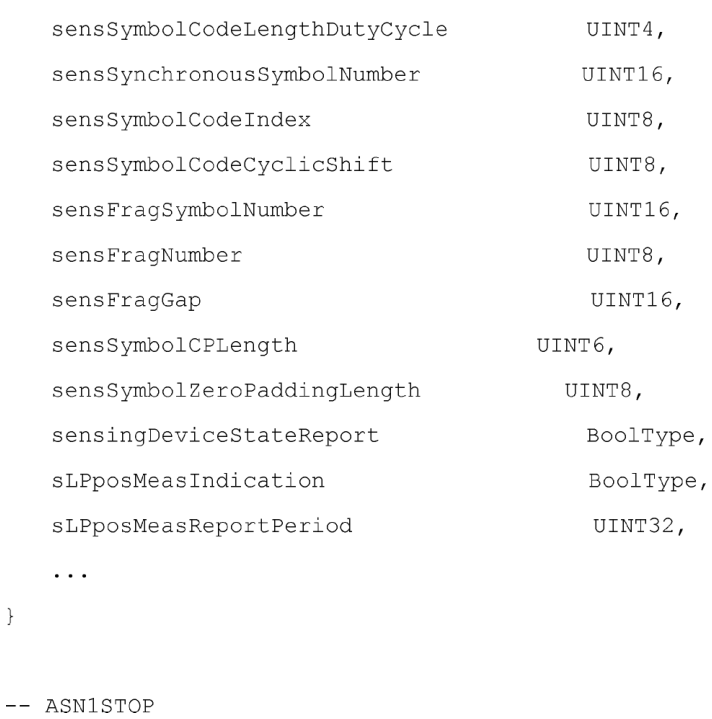 sensSymbolCodeLengthDutyCycle UINT4,
sensSynchronousSymbolNumber UINT16,
sensSymbolCodeIndex UINT8,
sensSymbolCodeCyclicShift UINT8,
sensFragSymbolNumber UINT16,
sensFragNumber UINT8,
sensFragGap UINT16,
sensSymbolCPLength UINT6,
sensSymbolZeroPaddingLength UINT8,
sensingDeviceStateReport BoolType,
sLPposMeasIndication BoolType,
sLPposMeasReportPeriod UINT32,
...
}
-- ASN1STOP